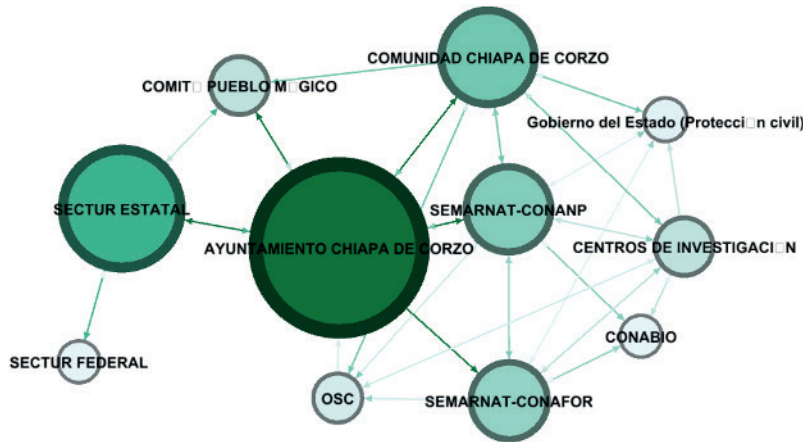 COMUNIDAD CHIAPA DE CORZO
COMIT□ PUEBLO M□GICO
Gobierno del Estado (Protecci□n civil)
SECTUR ESTATAL
SEMARNAT-CONANP
AYUNTAMIENTO CHIAPA DE CORZO
CENTROS DE INVESTIGACI□N
CONABIO
SECTUR FEDERAL
OSC
SEMARNAT-CONAFOR